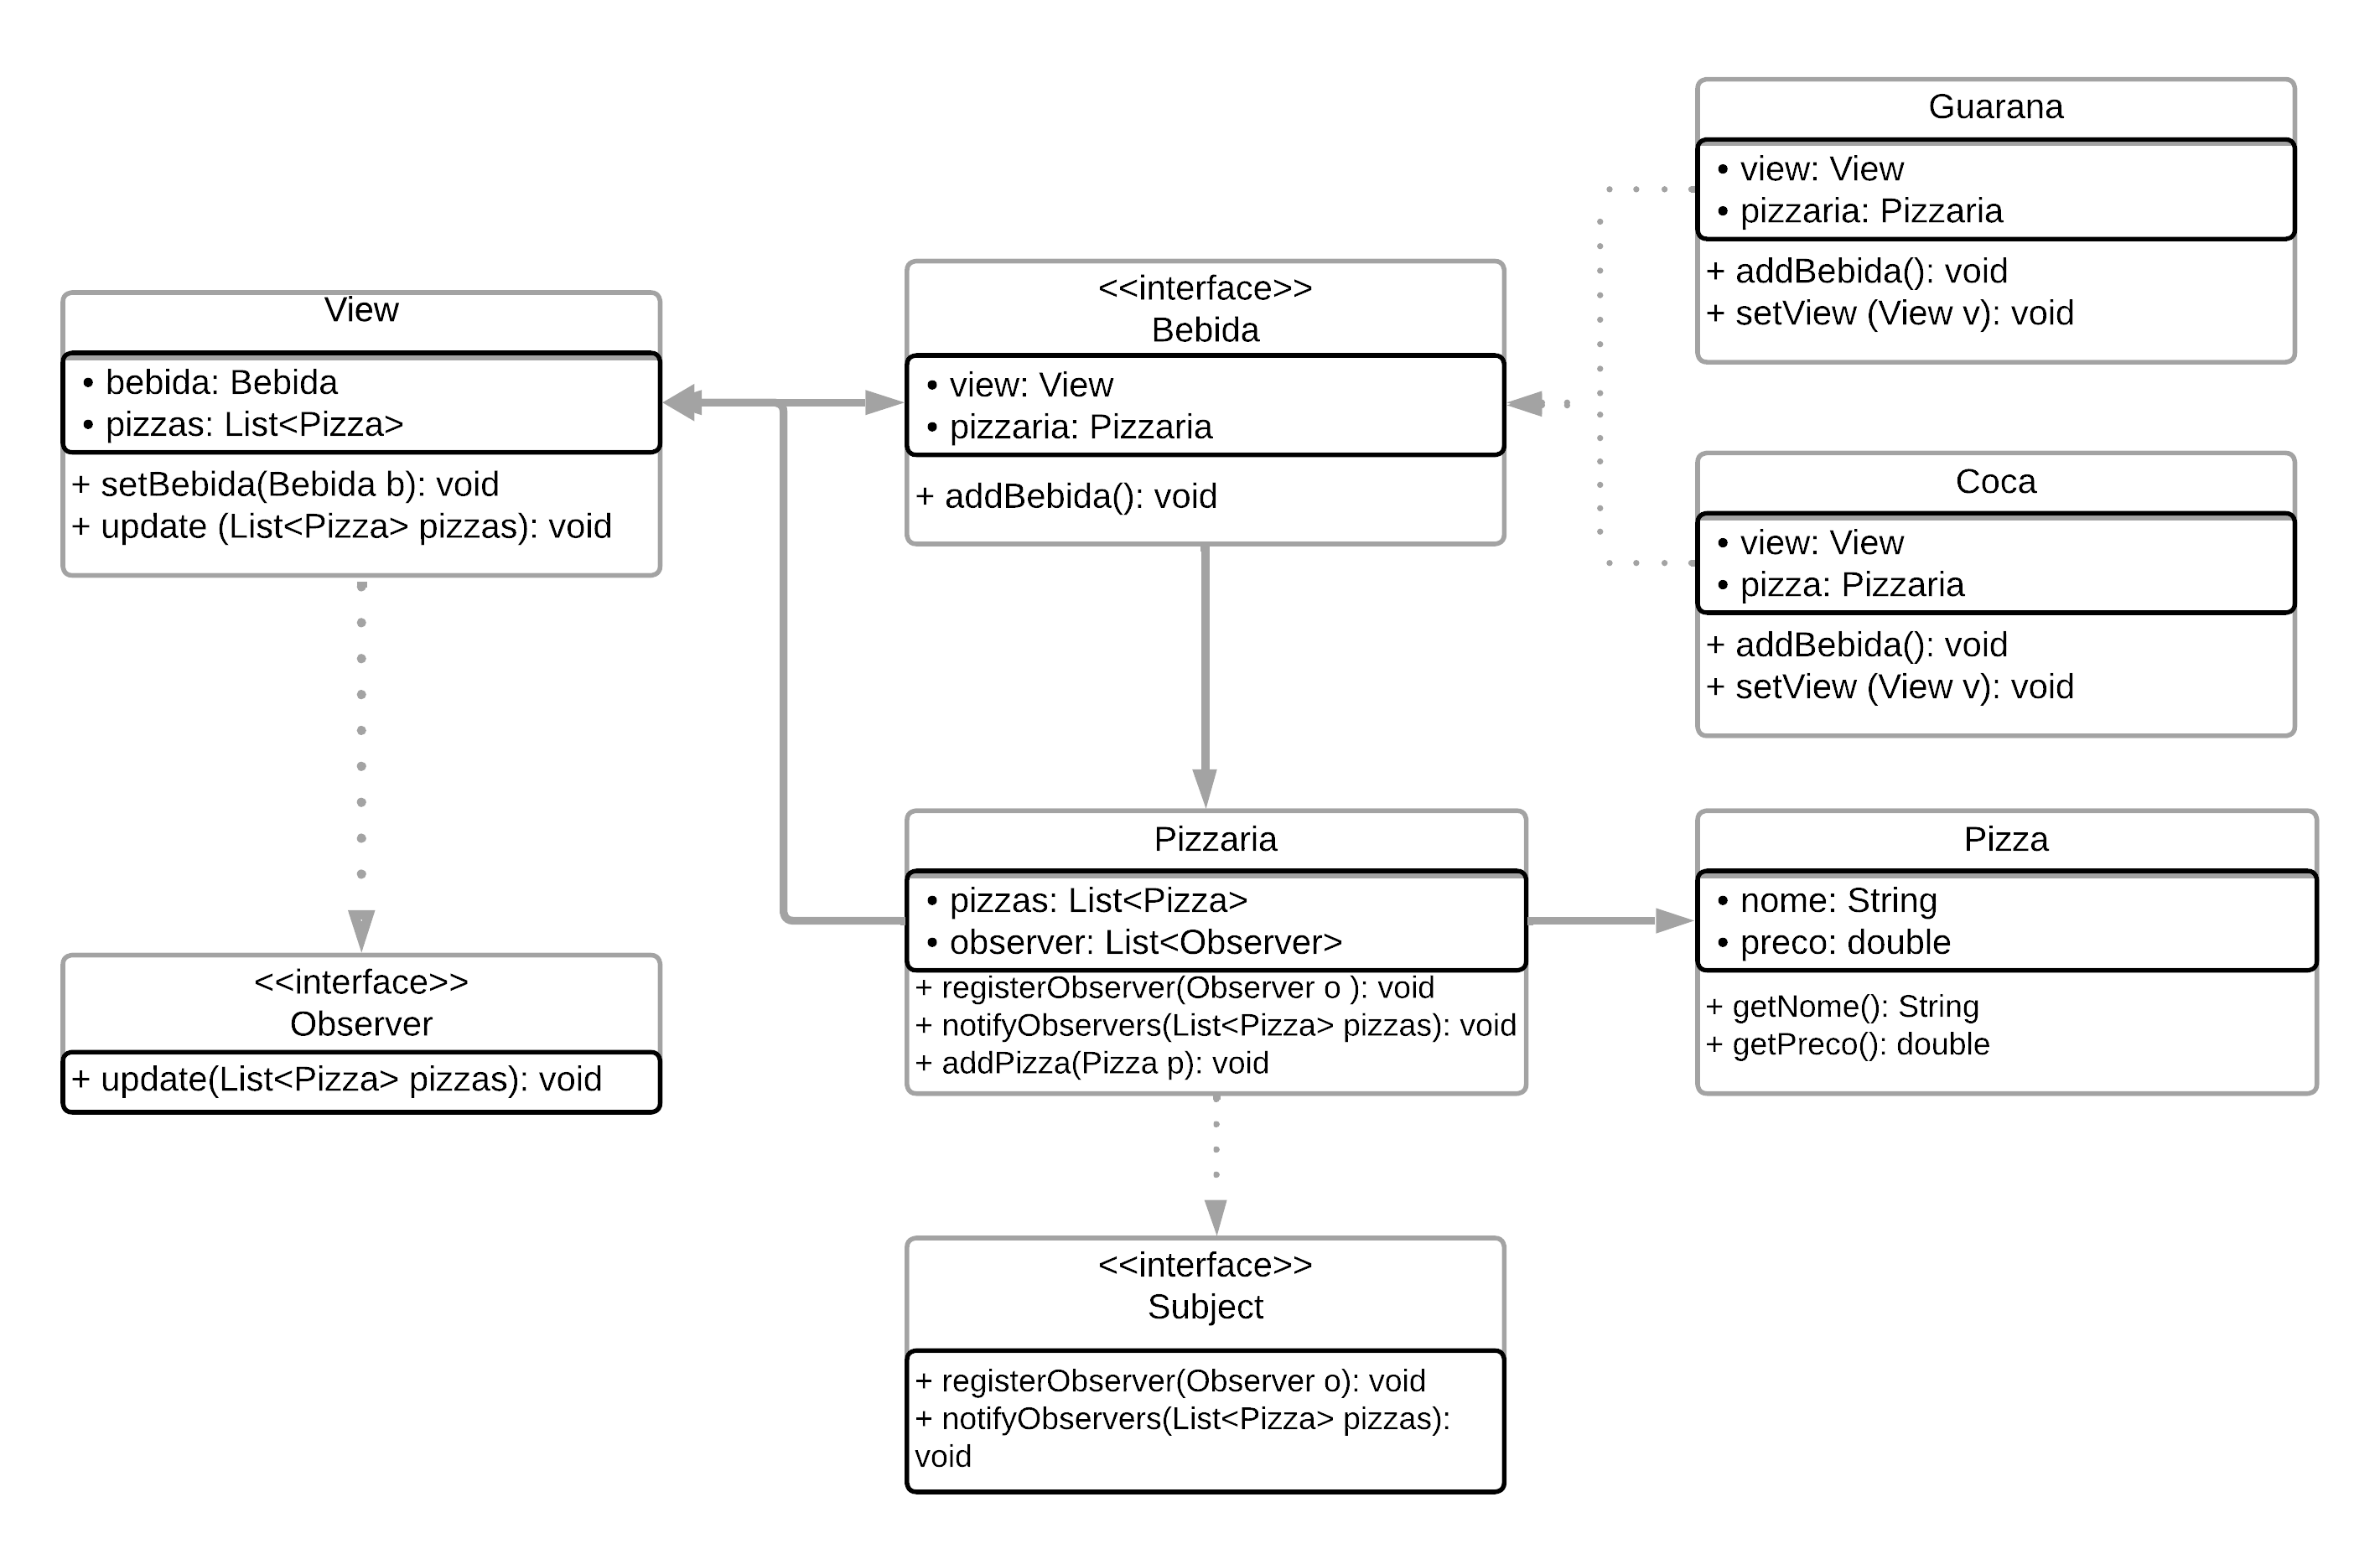 Guarana
• view: View
• pizzaria: Pizzaria
+ addBebida(): void
+ setView (View v): void
<<interface>>
Bebida
• view: View
• pizzaria: Pizzaria
+ addBebida(): void
View
• bebida: Bebida
• pizzas: List<Pizza>
+ setBebida(Bebida b): void
+ update (List<Pizza> pizzas): void
Coca
• view: View
• pizza: Pizzaria
+ addBebida(): void
+ setView (View v): void
Pizzaria
• pizzas: List<Pizza>
• observer: List<Observer>
+ registerObserver(Observer o ): void
+ notifyObservers(List<Pizza> pizzas): void
+ addPizza(Pizza p): void
Pizza
• nome: String
• preco: double
+ getNome(): String
+ getPreco(): double
<<interface>>
Observer
+ update(List<Pizza> pizzas): void
<<interface>>
Subject
+ registerObserver(Observer o): void
+ notifyObservers(List<Pizza> pizzas):
void